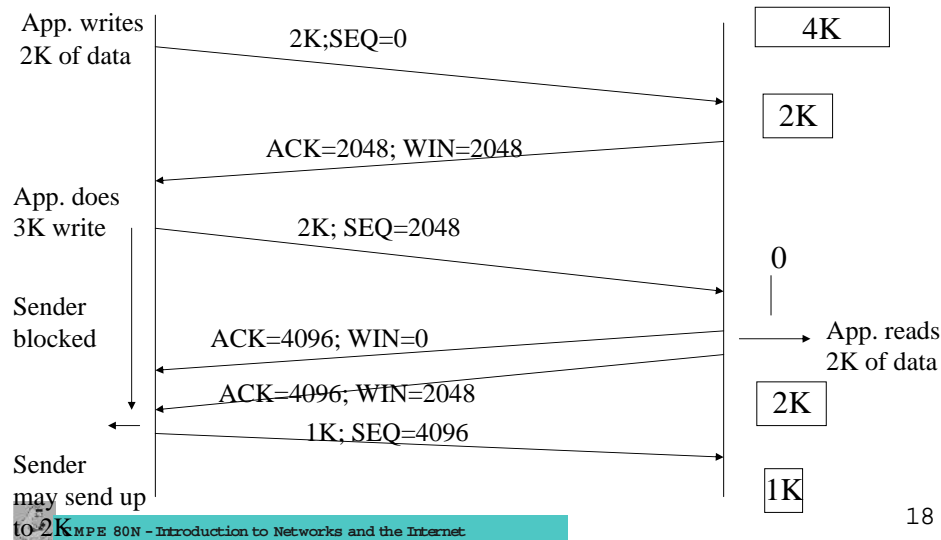 App. writes
2K of data
2K;SEQ=0
4K
2K
ACK=2048; WIN=2048
App. does
3K write
2K; SEQ=2048
0
Sender
blocked
ACK=4096; WIN=0
App. reads
2K of data
ACK=4096; WIN=2048
2K
1K; SEQ=4096
Sender
may send up
to 2K
1K
CMPE 80N - Introduction to Networks and the Internet
18